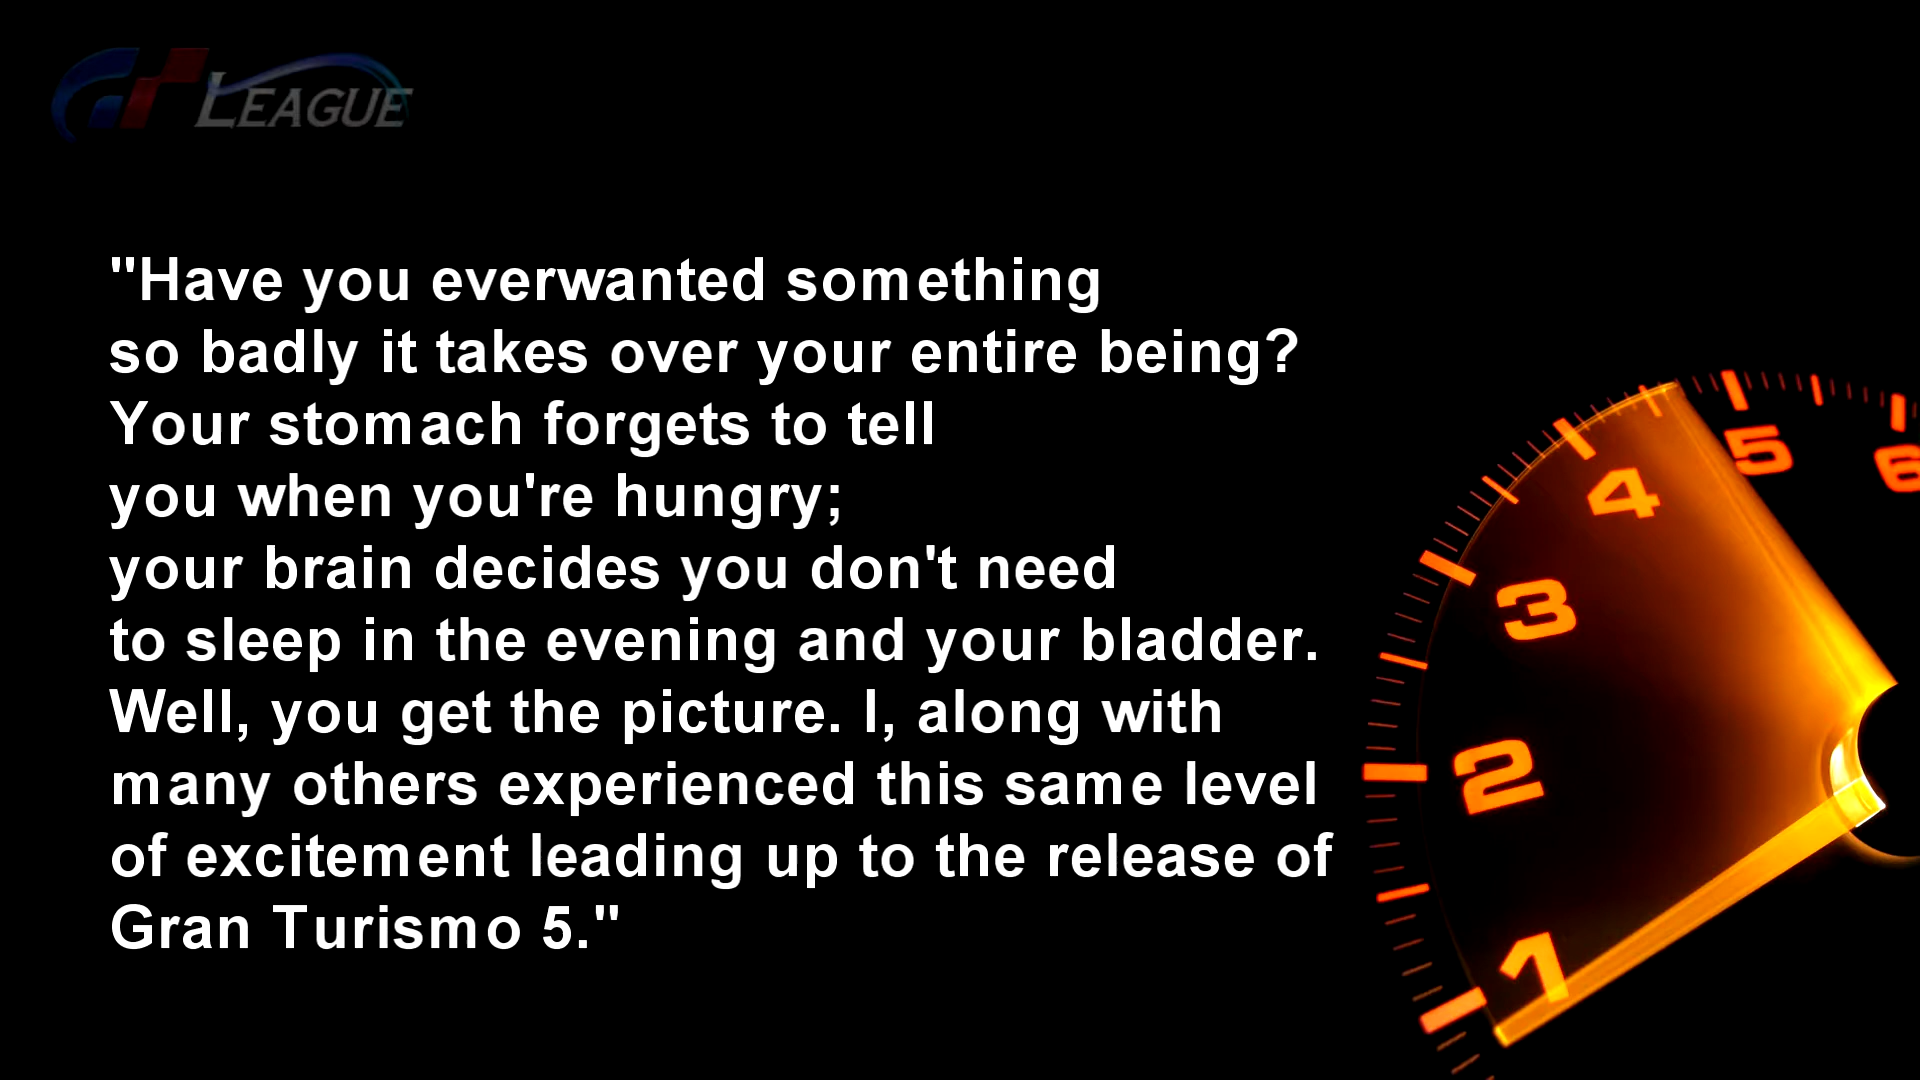 GT LEAGUE
"Have you everwanted something
so badly it takes over your entire being?
Your stomach forgets to tell
you when you're hungry;
your brain decides you don't need
to sleep in the evening and your bladder.
Well, you get the picture. I, along with
many others experienced this same level
of excitement leading up to the release of
Gran Turismo 5."
5
6
4
3
2
1